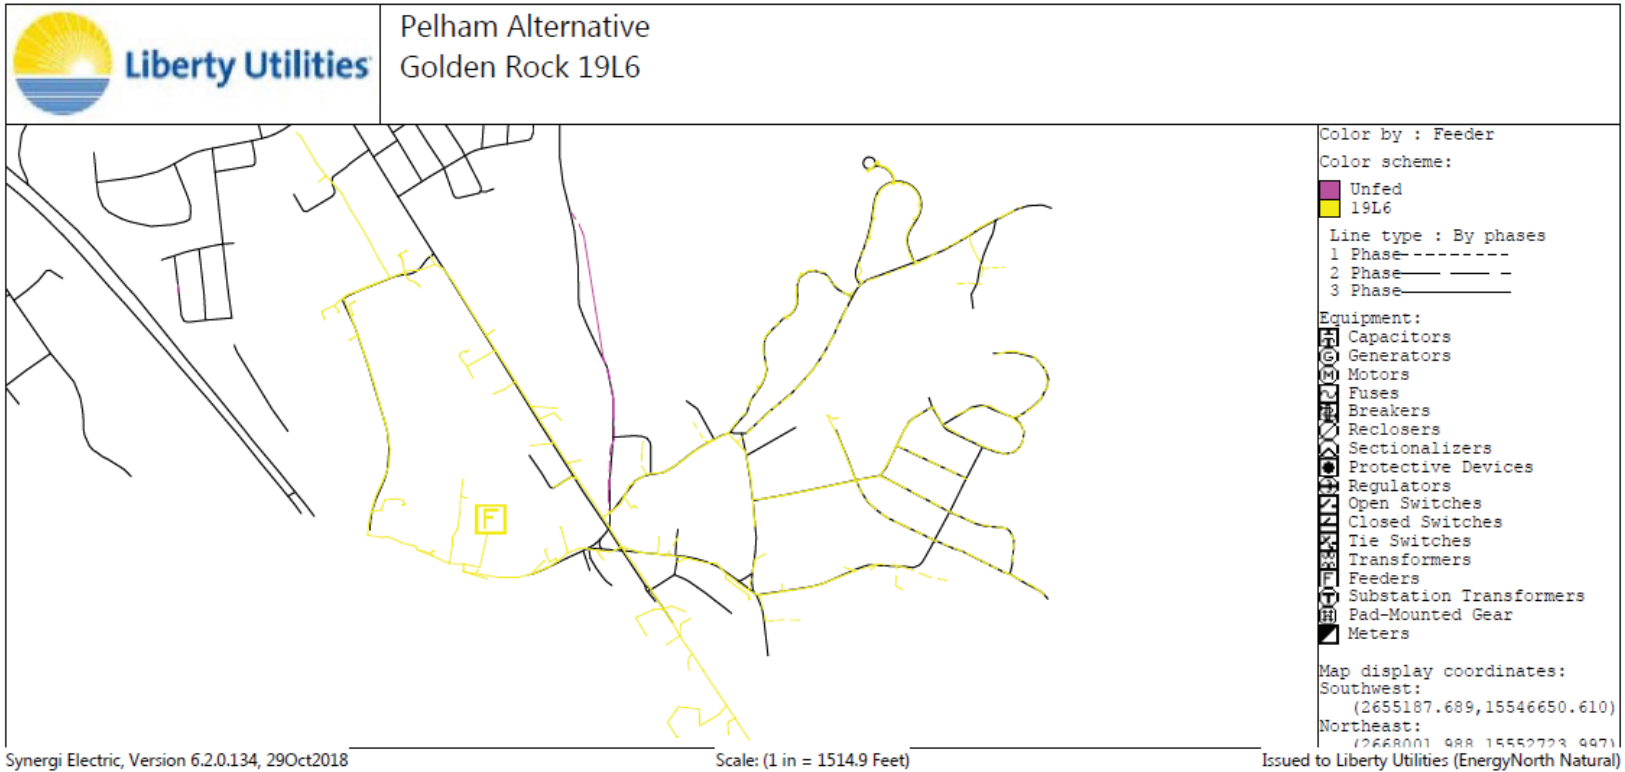 Liberty Utilities
Pelham Alternative
Golden Rock 19L6
Color by : Feeder
Color scheme:
Unfed
19L6
Line type : By phases
1 Phase
2 Phase
3 Phase
Equipment:
Capacitors
G Generators
M Motors
Fuses
Breakers
Reclosers
Sectionalizers
Protective Devices
Regulators
Open Switches
Closed Switches
Tie Switches
Transformers
F Feeders
T Substation Transformers
H Pad-Mounted Gear
Meters
Map display coordinates:
Southwest:
(2655187.689,15546650.610)
Northeast:
(2668001.988,15552723.997)
F
Synergi Electric, Version 6.2.0.134, 29Oct2018
Scale: (1 in = 1514.9 Feet)
Issued to Liberty Utilities (EnergyNorth Natural)